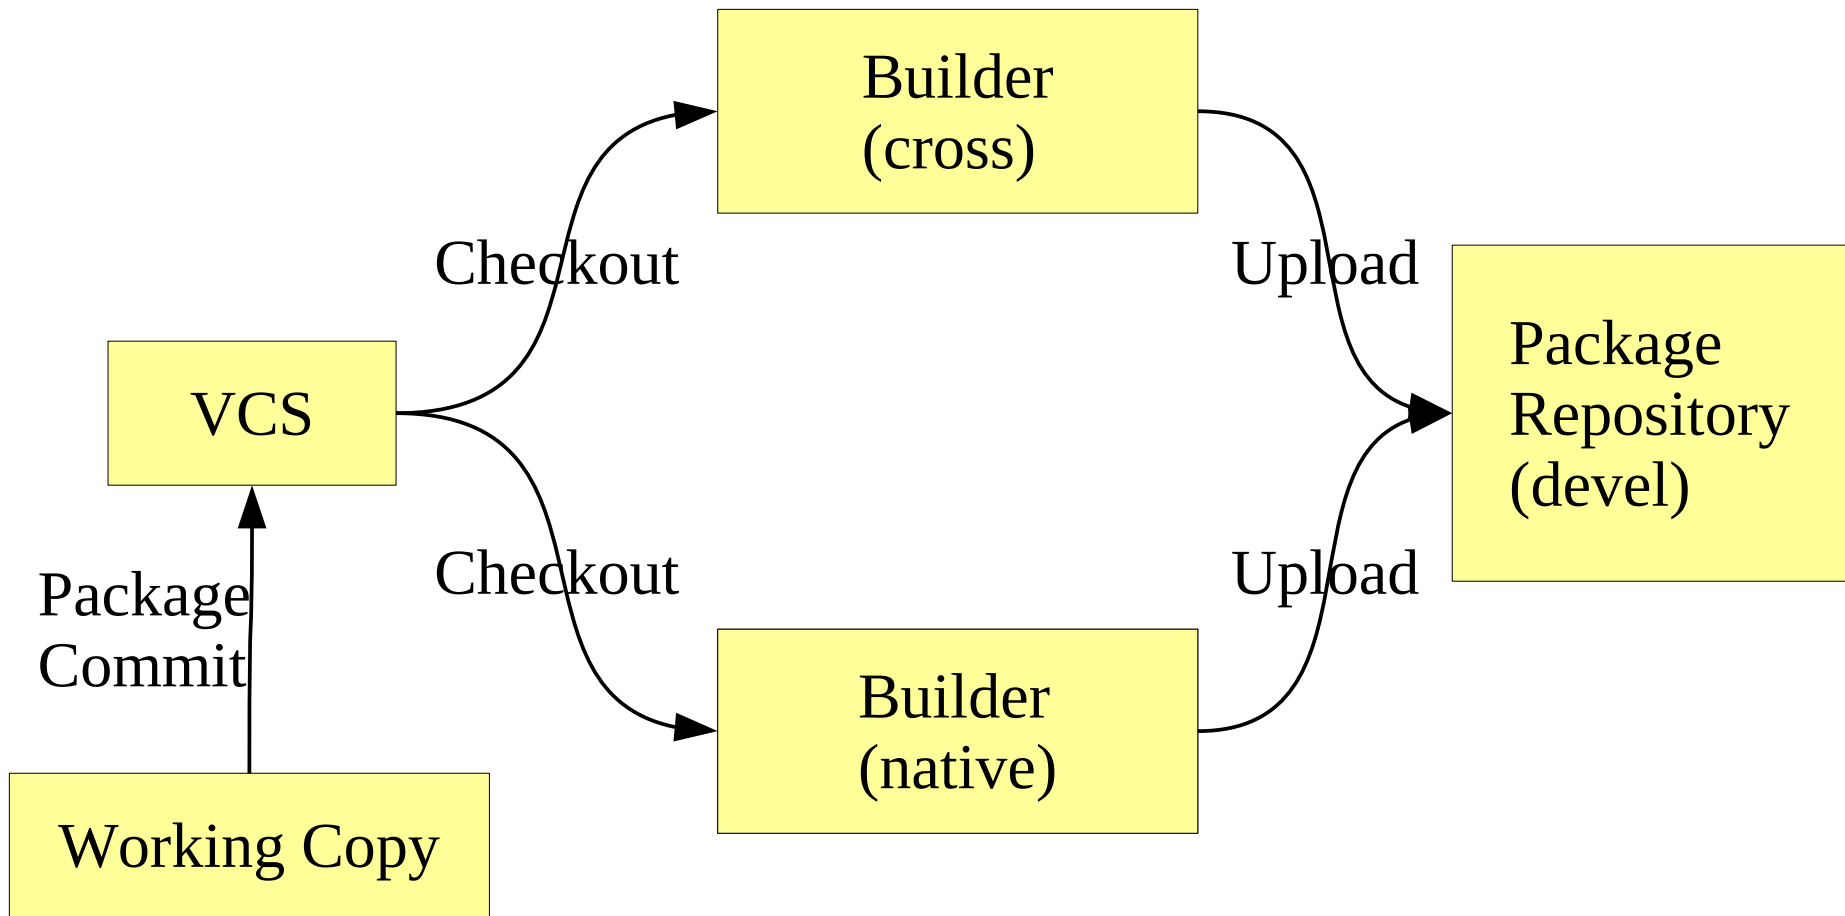 Builder
(cross)
Checkout
Upload
Package
Repository
(devel)
VCS
Checkout
Upload
Package
Commit
Builder
(native)
Working Copy